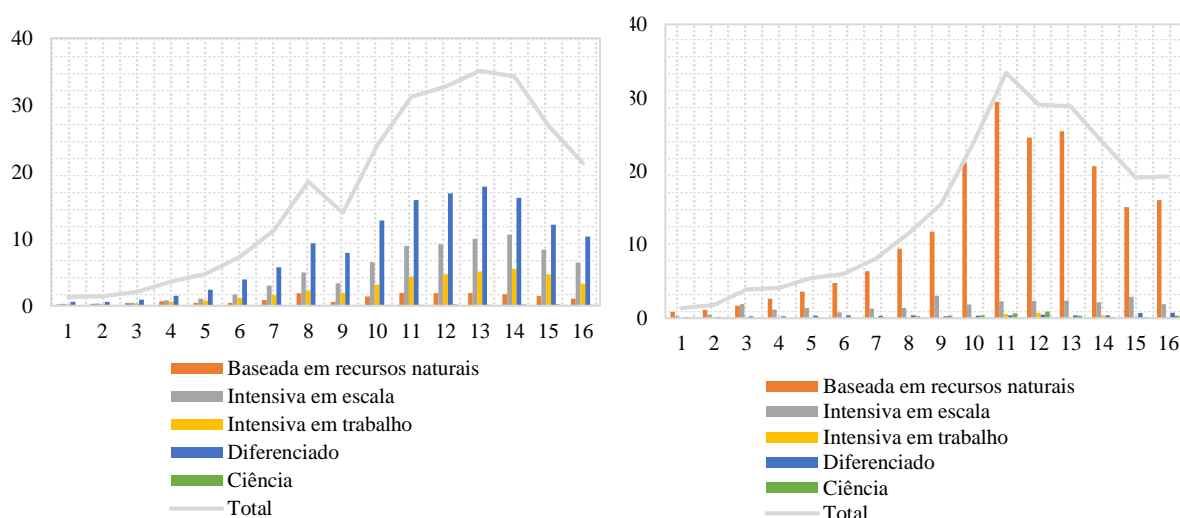 40
30
20
10
0
1 2 3 4 5 6 7 8 9 10 11 12 13 14 15 16
Baseada em recursos naturais
Intensiva em escala
Intensiva em trabalho
Diferenciado
Ciência
Total
40
30
20
10
0
1 2 3 4 5 6 7 8 9 10 11 12 13 14 15 16
Baseada em recursos naturais
Intensiva em escala
Intensiva em trabalho
Diferenciado
Ciência
Total